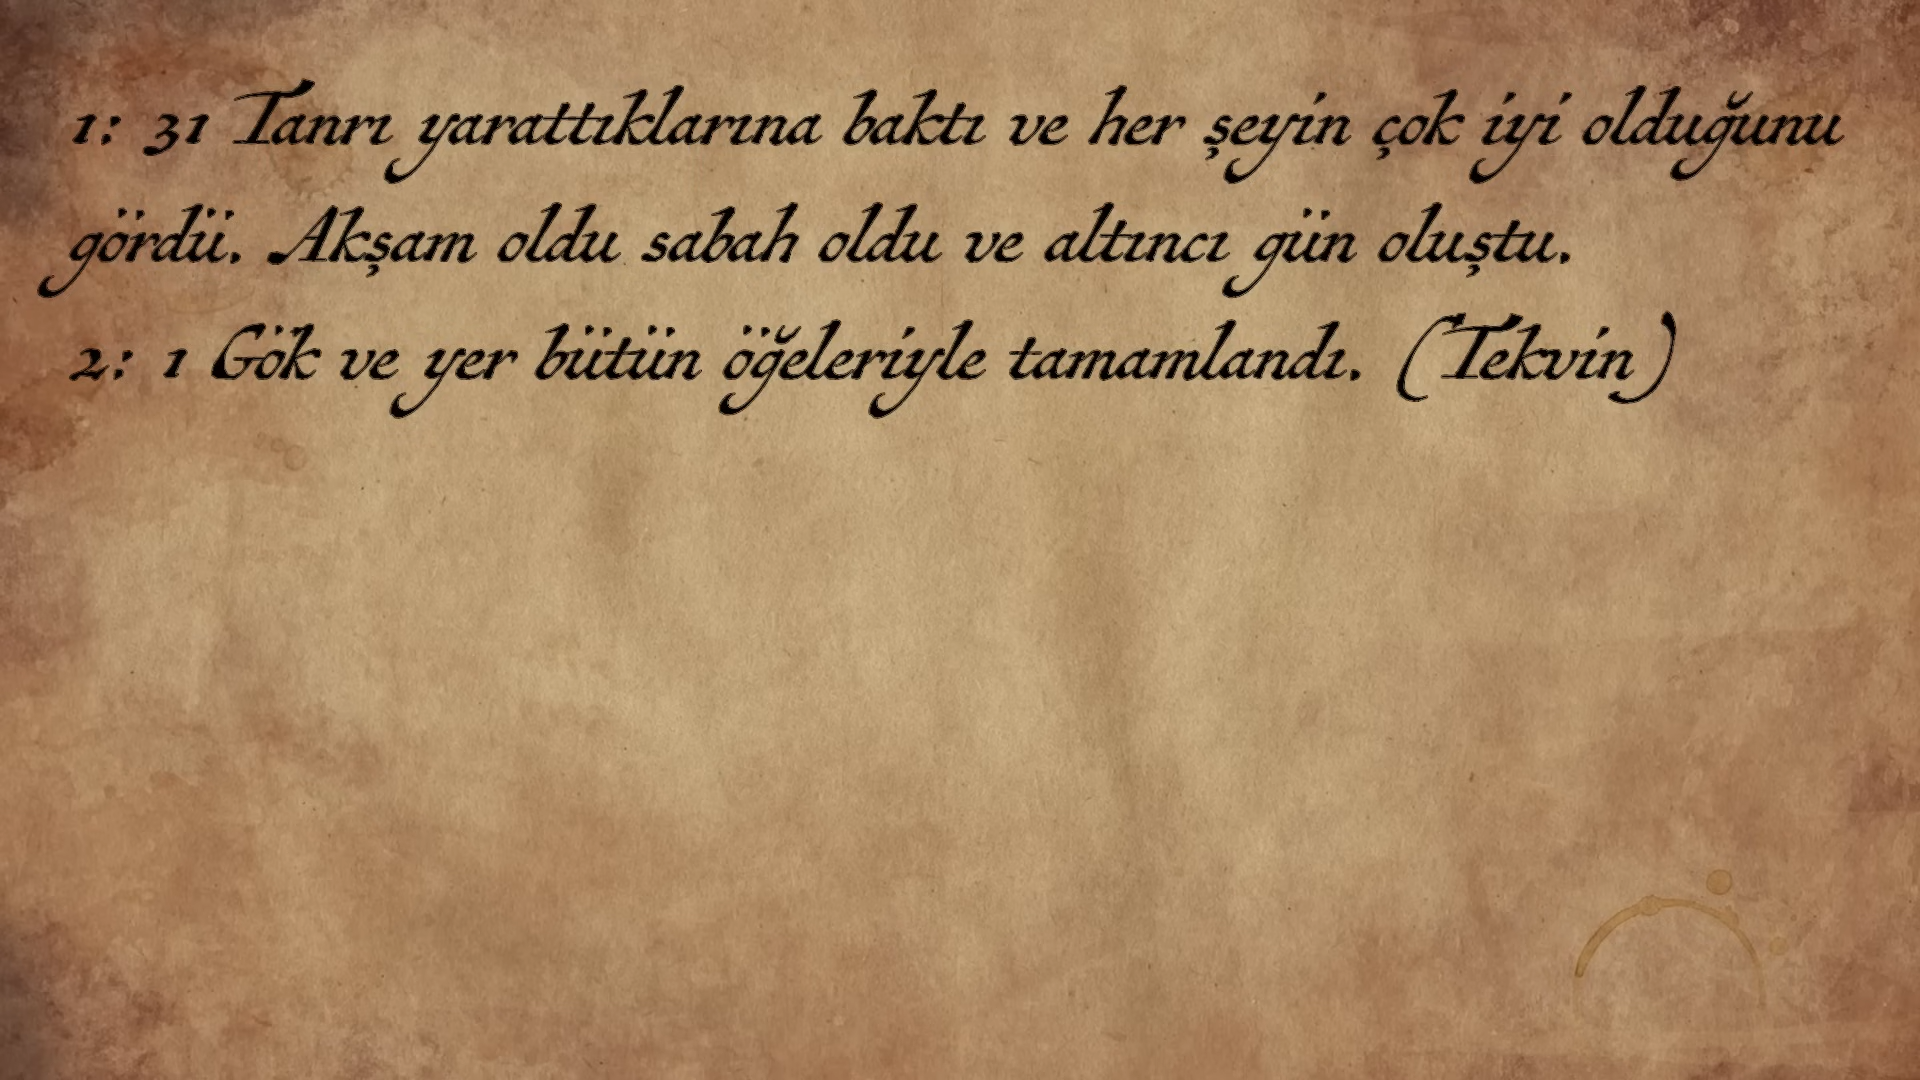 1: 31 Tanrı yarattıklarına baktı ve her şeyin çok iyi olduğunu
gördü. Akşam oldu sabah oldu ve altıncı gün oluştu.
2: 1 Gök ve yer bütün öğeleriyle tamamlandı. (Tekvin)